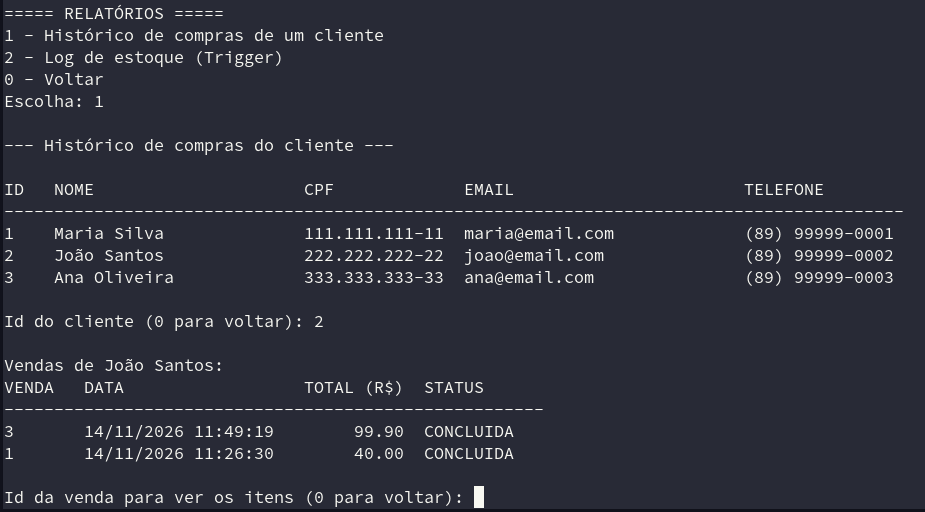 ===== RELATÓRIOS =====
1 - Histórico de compras de um cliente
2 - Log de estoque (Trigger)
0 - Voltar
Escolha: 1
--- Histórico de compras do cliente ---
ID   NOME                     CPF             EMAIL                       TELEFONE
------------------------------------------------------------------------------------------
1    Maria Silva              111.111.111-11  maria@email.com             (89) 99999-0001
2    João Santos              222.222.222-22  joao@email.com              (89) 99999-0002
3    Ana Oliveira             333.333.333-33  ana@email.com               (89) 99999-0003
Id do cliente (0 para voltar): 2
Vendas de João Santos:
VENDA   DATA                  TOTAL (R$)  STATUS
------------------------------------------------------
3       14/11/2026 11:49:19        99.90  CONCLUIDA
1       14/11/2026 11:26:30        40.00  CONCLUIDA
Id da venda para ver os itens (0 para voltar):